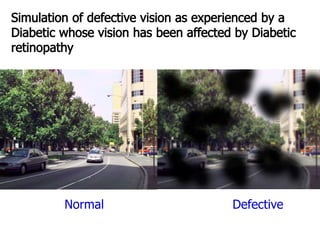 Simulation of defective vision as experienced by a
Diabetic whose vision has been affected by Diabetic
retinopathy
Normal
Defective